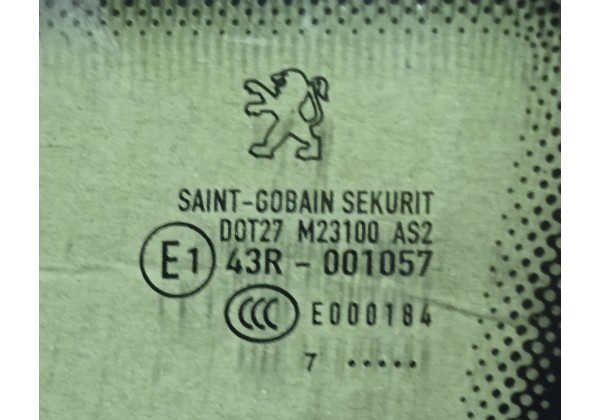 SAINT-GOBAIN SEKURIT
DOT27 M23100 AS2
E1 43R - 001057
CCC E000184
7 .....